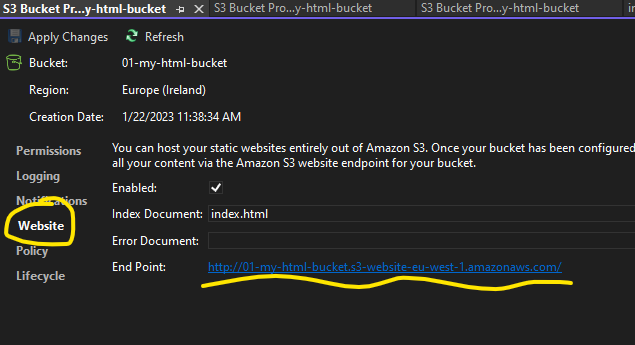 S3 Bucket Pr...y-html-bucket S3 Bucket Pro...y-html-bucket S3 Bucket Pro...y-html-bucket
Apply Changes Refresh
Bucket: 01-my-html-bucket
Region: Europe (Ireland)
Creation Date: 1/22/2023 11:38:34 AM
Permissions
Logging
Notifications
Website
Policy
Lifecycle
You can host your static websites entirely out of Amazon S3. Once your bucket has been configured
all your content via the Amazon S3 website endpoint for your bucket.
Enabled:
Index Document: index.html
Error Document:
End Point: http://01-my-html-bucket.s3-website-eu-west-1.amazonaws.com/